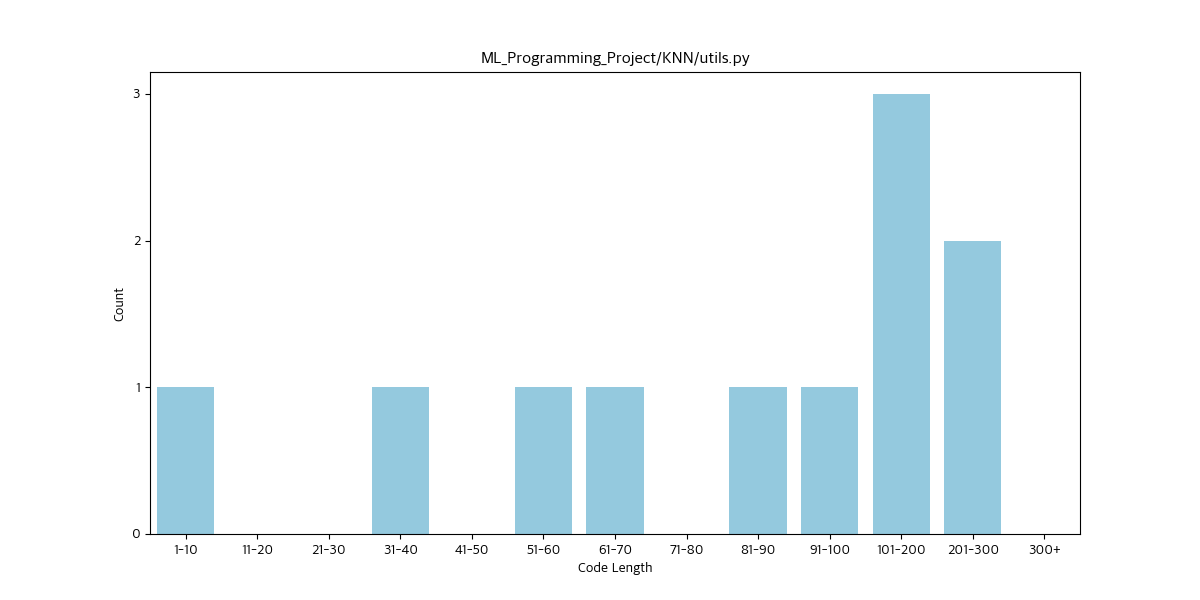 ML_Programming_Project/KNN/utils.py
3
2
1
0
Count
1-10 11-20 21-30 31-40 41-50 51-60 61-70 71-80 81-90 91-100 101-200 201-300 300+
Code Length